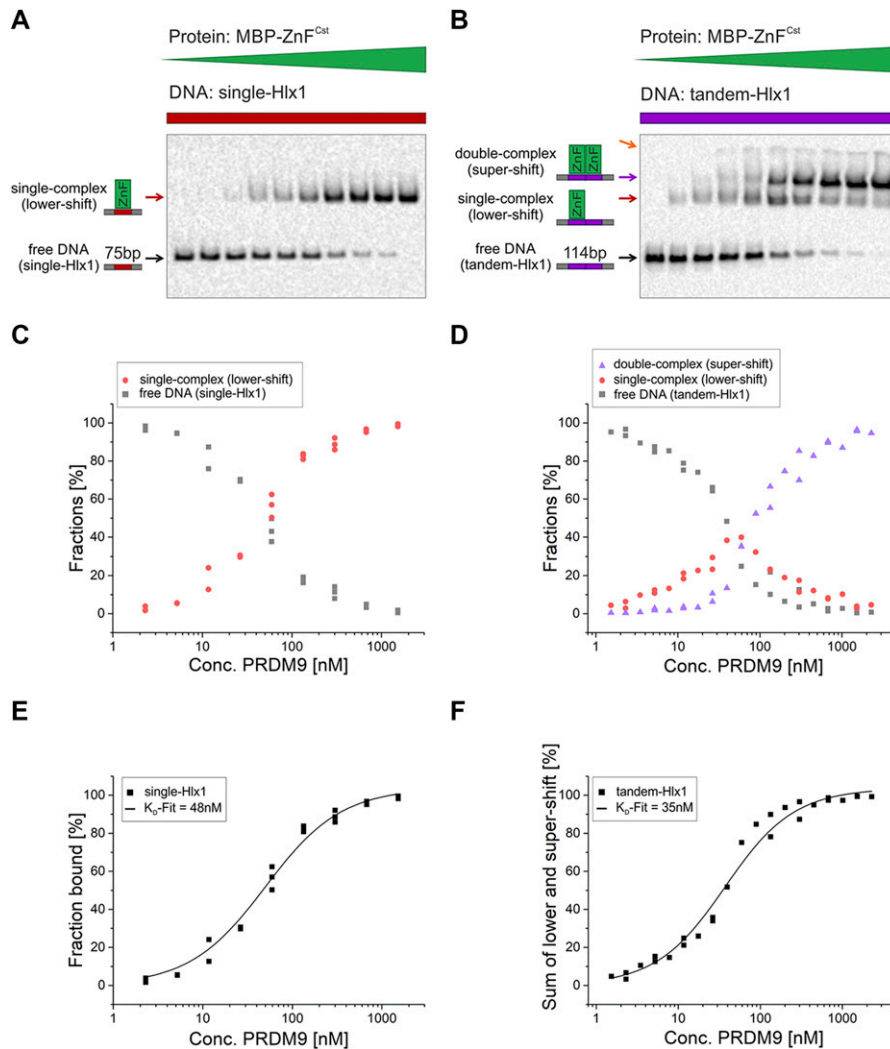 A
Protein: MBP-ZnF^Cst
DNA: single-Hlx1
ZnF
single-complex
(lower-shift)
free DNA 75bp
(single-Hlx1)
B
Protein: MBP-ZnF^Cst
DNA: tandem-Hlx1
double-complex
(super-shift)
ZnF ZnF
single-complex
(lower-shift)
ZnF
free DNA 114bp
(tandem-Hlx1)
C
single-complex (lower-shift)
free DNA (single-Hlx1)
Fractions [%]
100
80
60
40
20
0
1 10 100 1000
Conc. PRDM9 [nM]
D
double-complex (super-shift)
single-complex (lower-shift)
free DNA (tandem-Hlx1)
Fractions [%]
100
80
60
40
20
0
1 10 100 1000
Conc. PRDM9 [nM]
E
single-Hlx1
K_D-Fit = 48nM
Fraction bound [%]
100
80
60
40
20
0
1 10 100 1000
Conc. PRDM9 [nM]
F
tandem-Hlx1
K_D-Fit = 35nM
Sum of lower and super-shift [%]
100
80
60
40
20
0
1 10 100 1000
Conc. PRDM9 [nM]